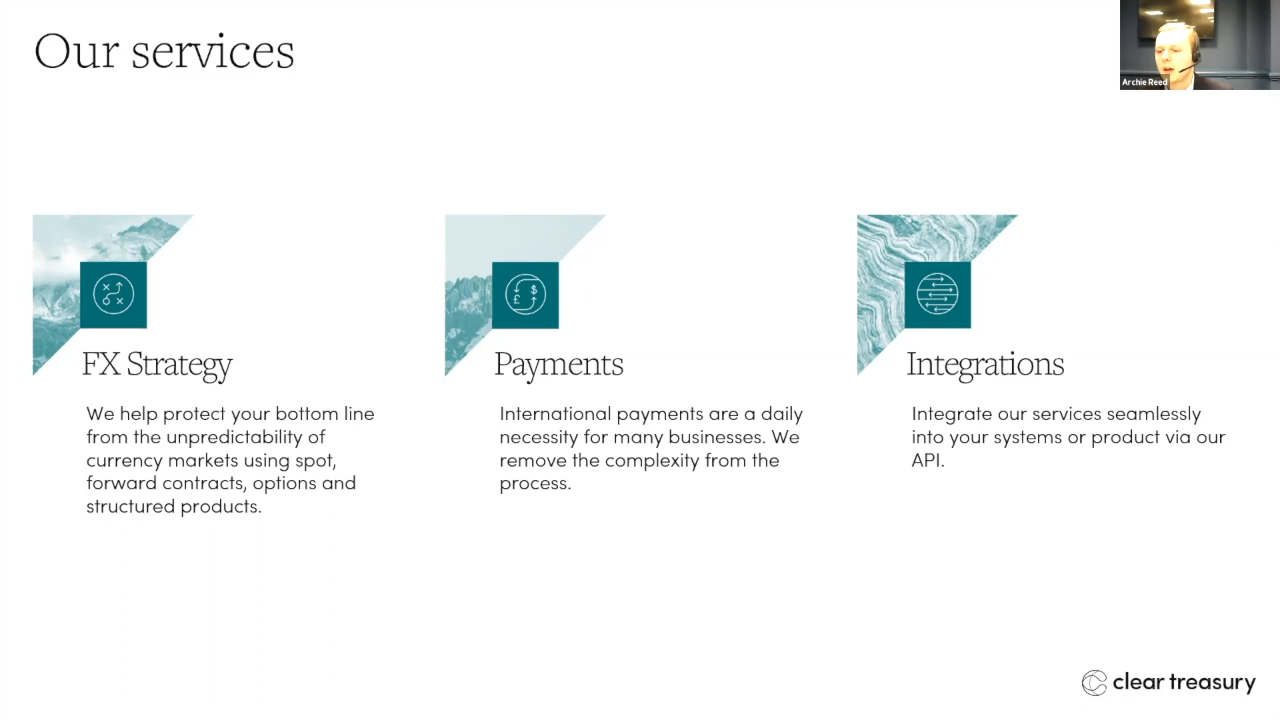 Our services
Archie Reed
FX Strategy
We help protect your bottom line
from the unpredictability of
currency markets using spot,
forward contracts, options and
structured products.
£ $
Payments
International payments are a daily
necessity for many businesses. We
remove the complexity from the
process.
Integrations
Integrate our services seamlessly
into your systems or product via our
API.
clear treasury